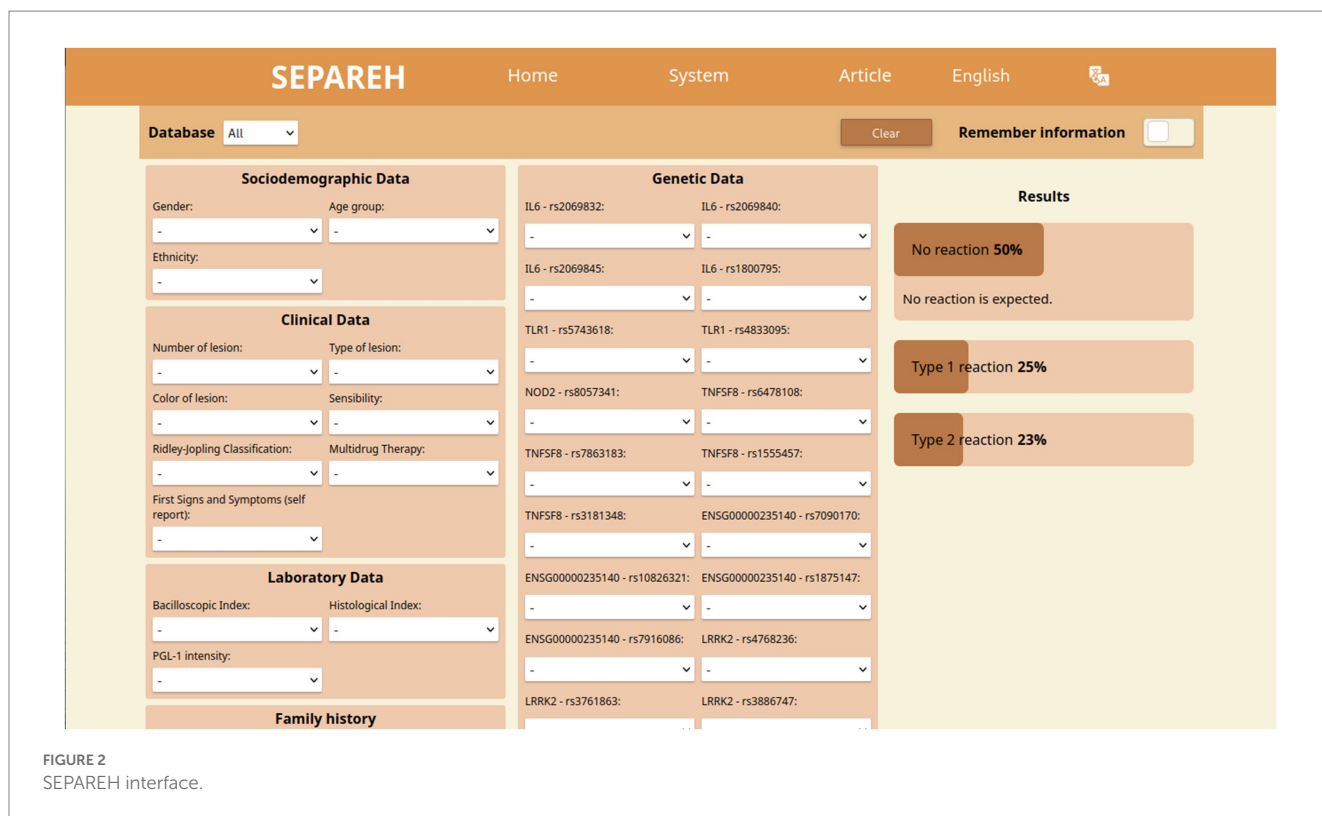 SEPAREH Home System Article English
Database All Clear Remember information
Sociodemographic Data
Gender: Age group:
- -
Ethnicity:
-
Clinical Data
Number of lesion: Type of lesion:
- -
Color of lesion: Sensibility:
- -
Ridley-Jopling Classification: Multidrug Therapy:
- -
First Signs and Symptoms (self
report):
-
Laboratory Data
Bacilloscopic Index: Histological Index:
- -
PGL-1 intensity:
-
Family history
Genetic Data
IL6 - rs2069832: IL6 - rs2069840:
- -
IL6 - rs2069845: IL6 - rs1800795:
- -
TLR1 - rs5743618: TLR1 - rs4833095:
- -
NOD2 - rs8057341: TNFSF8 - rs6478108:
- -
TNFSF8 - rs7863183: TNFSF8 - rs1555457:
- -
TNFSF8 - rs3181348: ENSG00000235140 - rs7090170:
- -
ENSG00000235140 - rs10826321: ENSG00000235140 - rs1875147:
- -
ENSG00000235140 - rs7916086: LRRK2 - rs4768236:
- -
LRRK2 - rs3761863: LRRK2 - rs3886747:
Results
No reaction 50%
No reaction is expected.
Type 1 reaction 25%
Type 2 reaction 23%
FIGURE 2
SEPAREH interface.